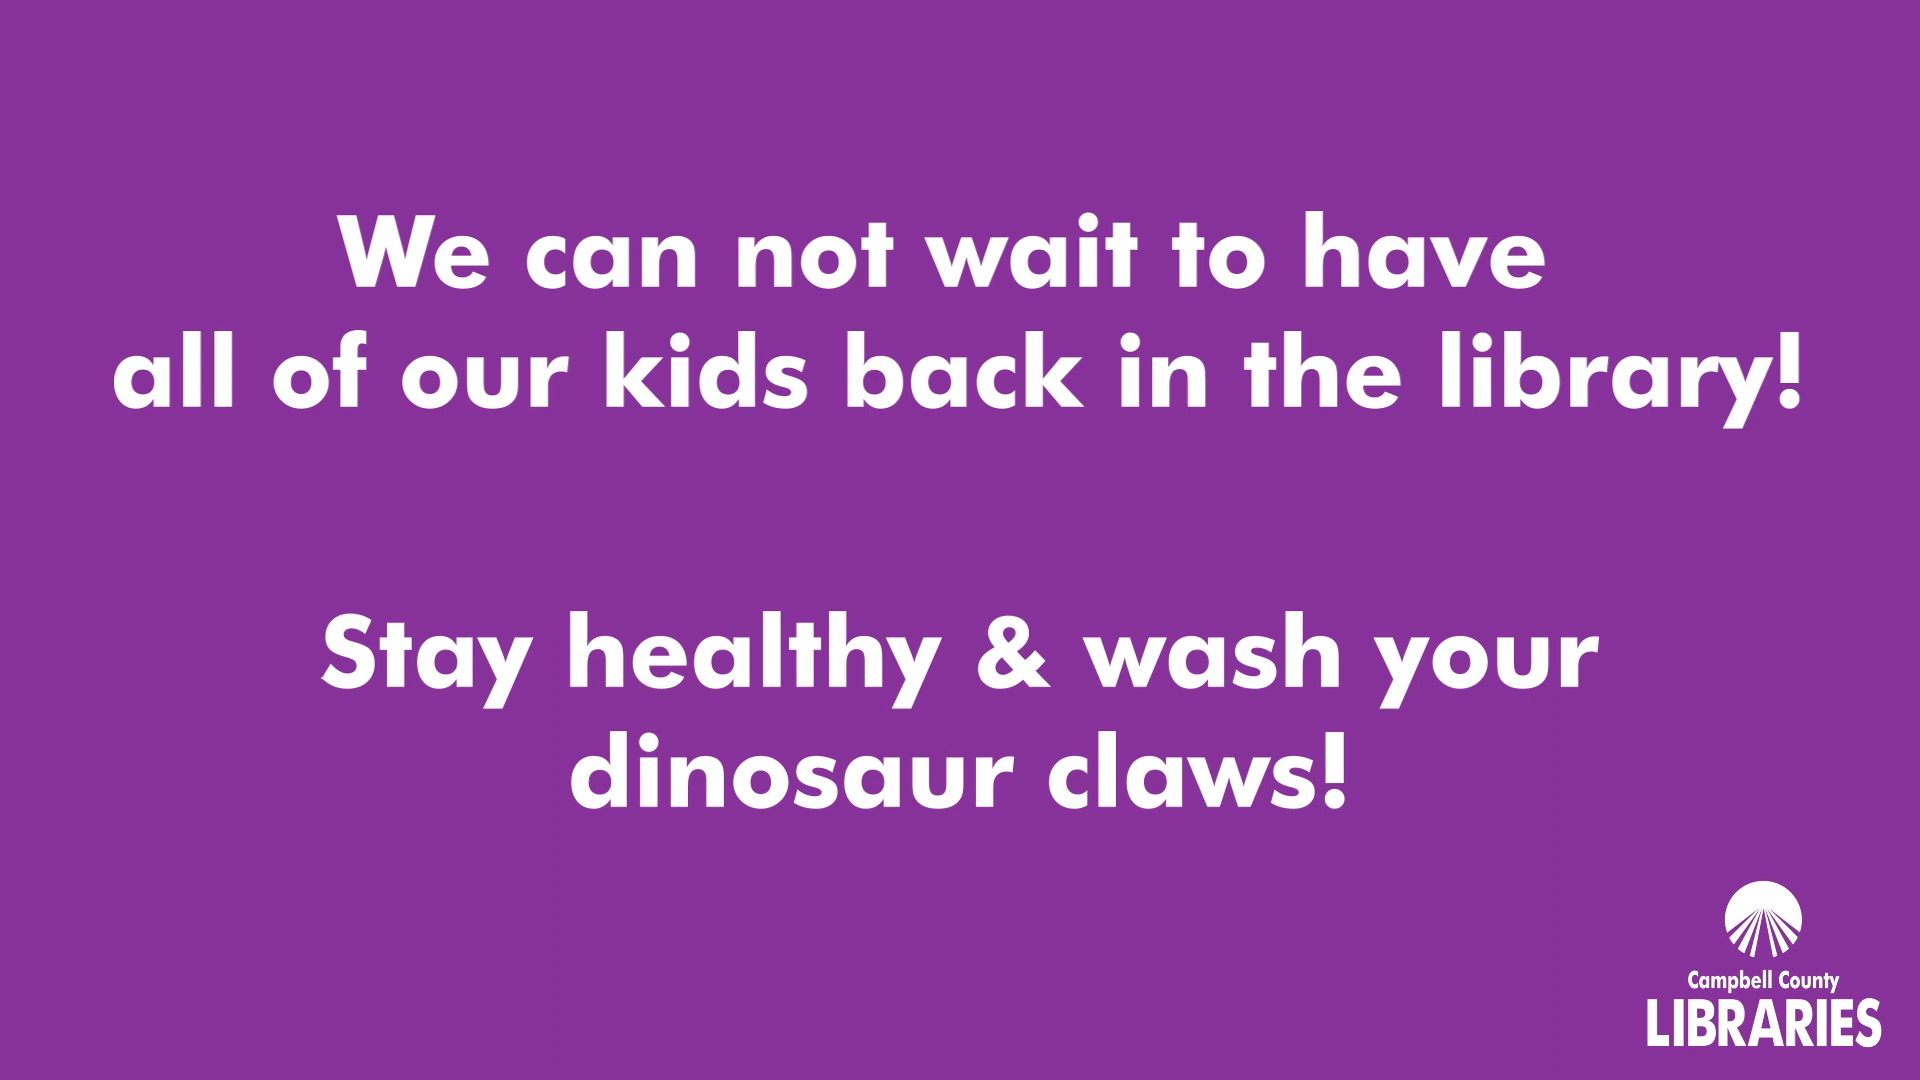 We can not wait to have
all of our kids back in the library!
Stay healthy & wash your
dinosaur claws!
Campbell County
LIBRARIES